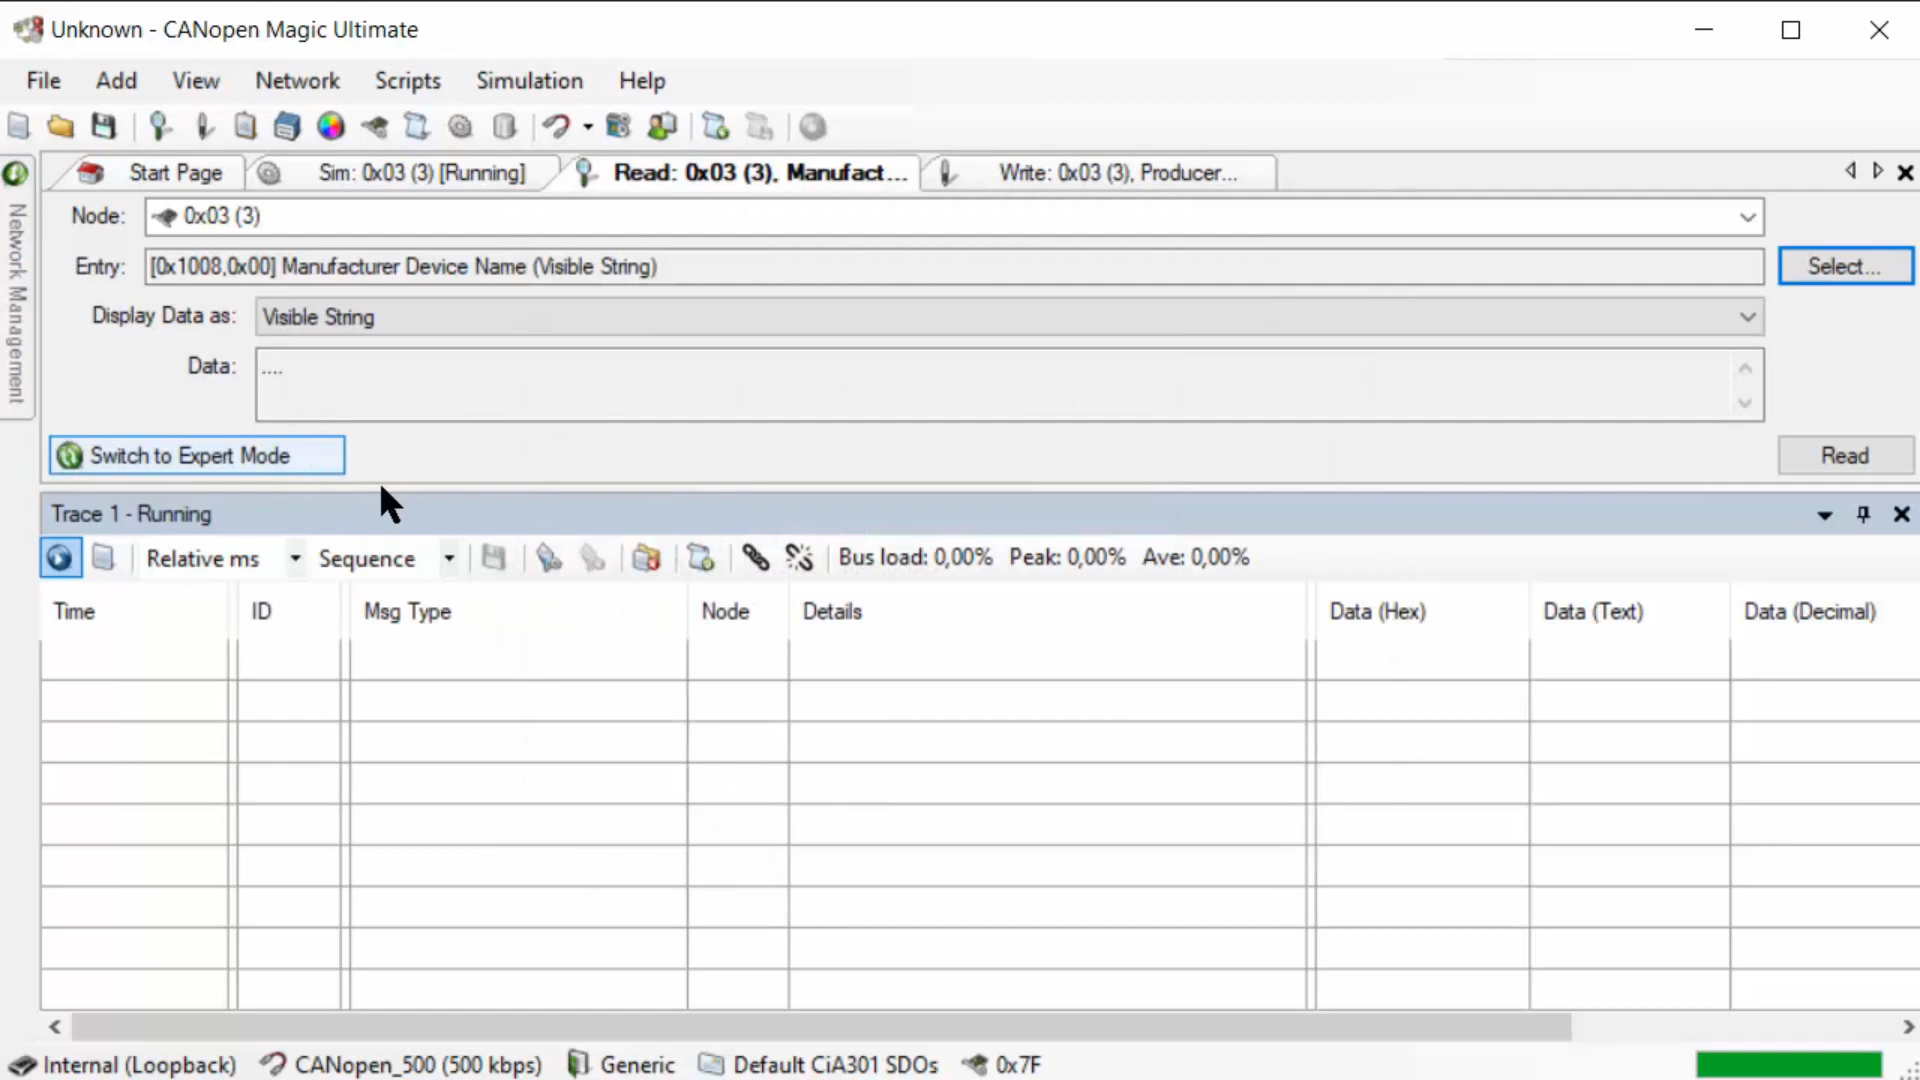 Unknown - CANopen Magic Ultimate
File Add View Network Scripts Simulation Help
Start Page Sim: 0x03 (3) [Running] Read: 0x03 (3), Manufact... Write: 0x03 (3), Producer...
Network Management
Node: 0x03 (3)
Entry: [0x1008,0x00] Manufacturer Device Name (Visible String) Select...
Display Data as: Visible String
Data: ....
Switch to Expert Mode Read
Trace 1 - Running
Relative ms Sequence Bus load: 0,00% Peak: 0,00% Ave: 0,00%
Time ID Msg Type Node Details Data (Hex) Data (Text) Data (Decimal)
Internal (Loopback) CANopen_500 (500 kbps) Generic Default CiA301 SDOs 0x7F